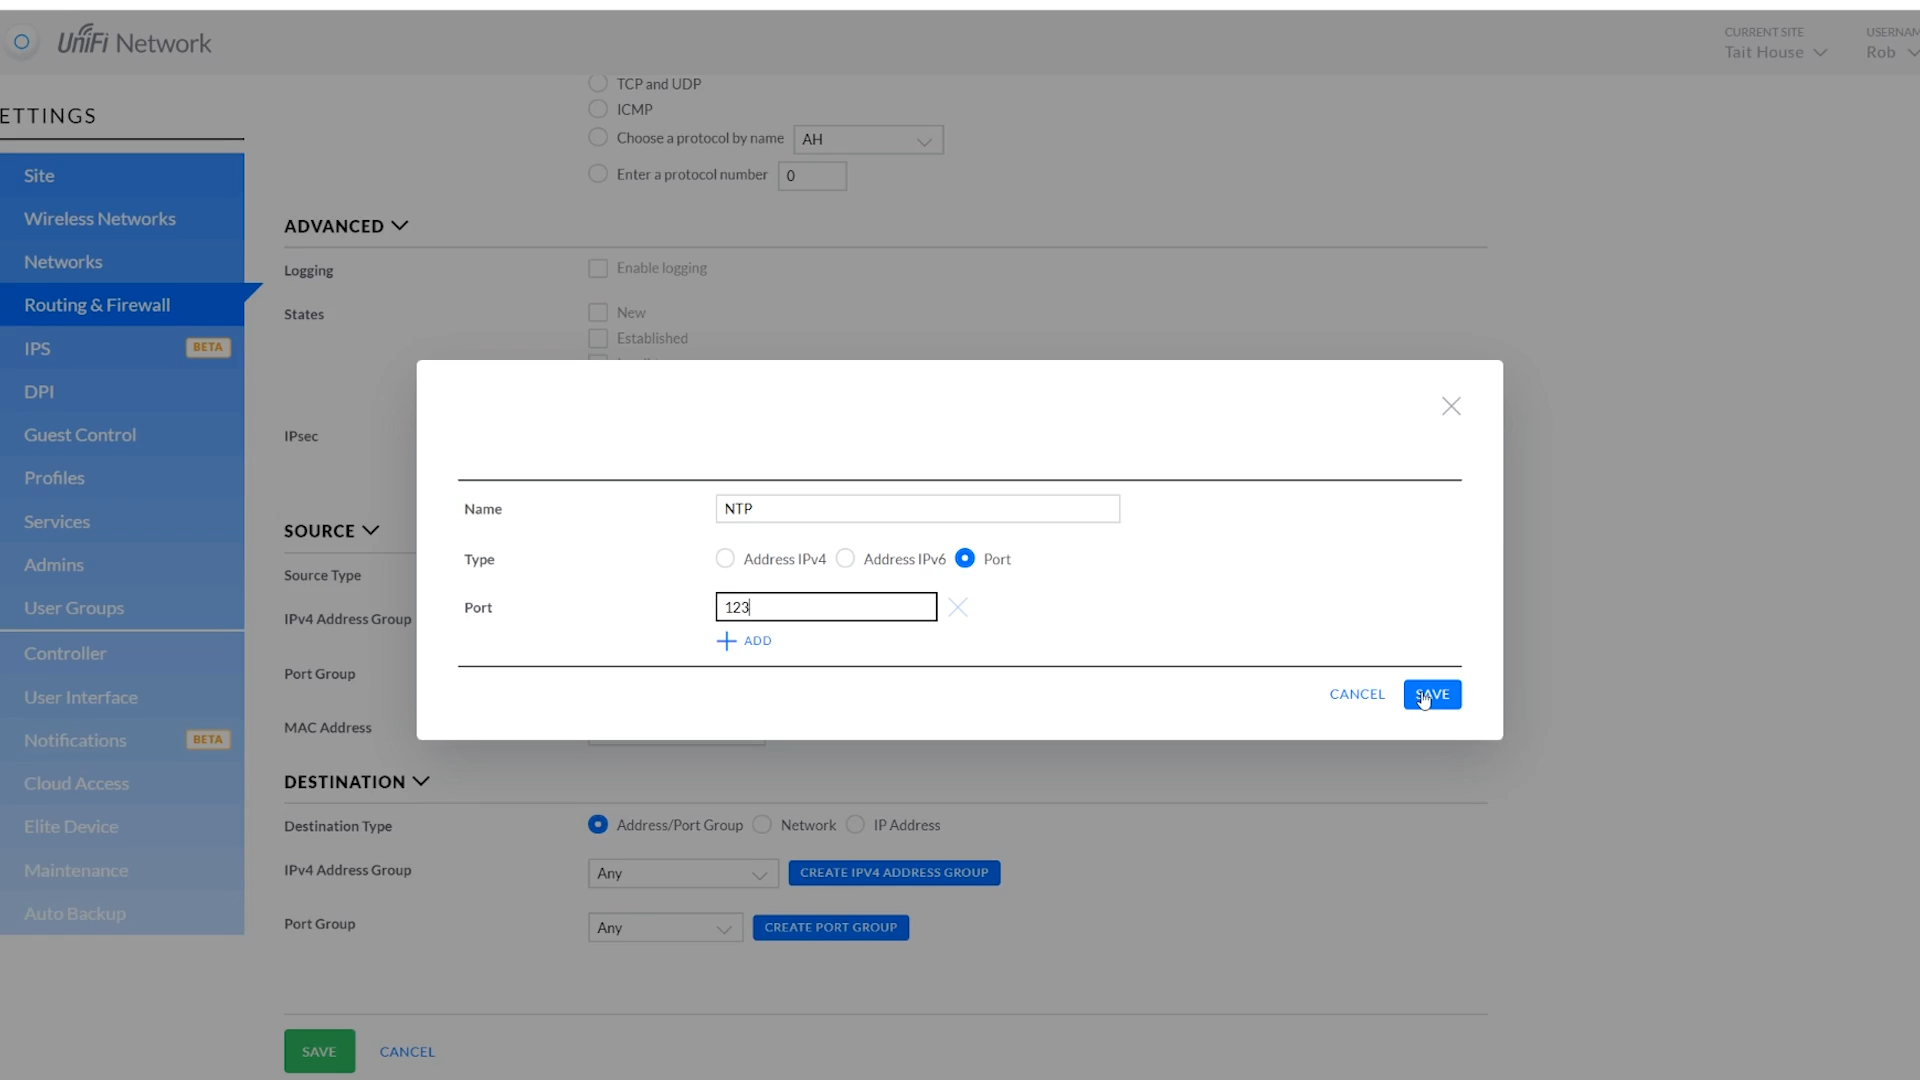 UniFi Network
CURRENT SITE
Tait House
USERNAM
Rob
ETTINGS
Site
Wireless Networks
Networks
Routing & Firewall
IPS BETA
DPI
Guest Control
Profiles
Services
Admins
User Groups
Controller
User Interface
Notifications BETA
Cloud Access
Elite Device
Maintenance
Auto Backup
TCP and UDP
ICMP
Choose a protocol by name AH
Enter a protocol number 0
ADVANCED
Logging Enable logging
States New
Established
IPsec
SOURCE
Source Type
IPv4 Address Group
Port Group
MAC Address
Name NTP
Type Address IPv4 Address IPv6 Port
Port 123
ADD
CANCEL SAVE
DESTINATION
Destination Type Address/Port Group Network IP Address
IPv4 Address Group Any CREATE IPV4 ADDRESS GROUP
Port Group Any CREATE PORT GROUP
SAVE CANCEL